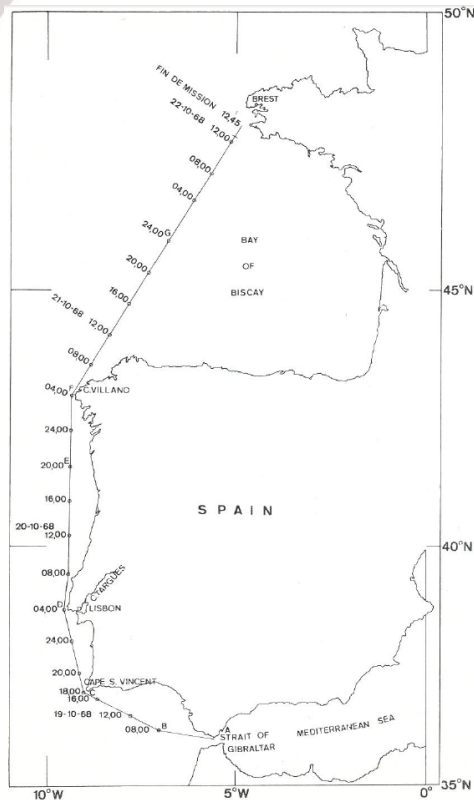 50°N
FIN DE MISSION 12,45
BREST
22-10-68 12,00
08,00
04,00
24,00 G
BAY
OF
BISCAY
20,00
45°N
16,00
21-10-68 12,00
08,00
04,00 F
C.VILLANO
24,00
20,00 E
SPAIN
16,00
20-10-68
12,00
40°N
08,00
C.TARGUES
D
04,00
LISBON
24,00
20,00
CAPE S. VINCENT
18,00
C
16,00
19-10-68 12,00
08,00 B
A
STRAIT OF
GIBRALTAR
MEDITERRANEAN SEA
35°N
10°W
5°W
0°